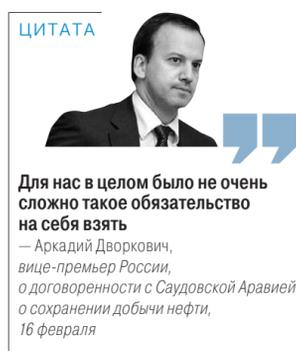 ЦИТАТА
Для нас в целом было не очень
сложно такое обязательство
на себя взять
— Аркадий Дворкович,
вице-премьер России,
о договоренности с Саудовской Аравией
о сохранении добычи нефти,
16 февраля